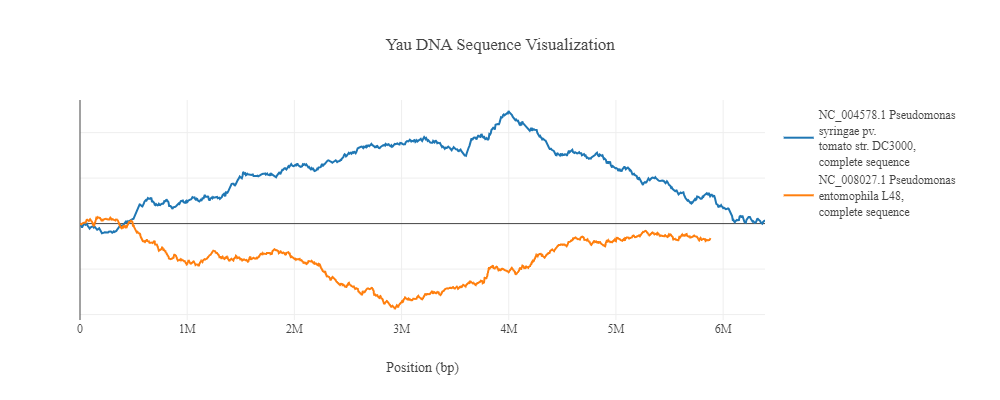 Yau DNA Sequence Visualization
NC_004578.1 Pseudomonas
syringae pv.
tomato str. DC3000,
complete sequence
NC_008027.1 Pseudomonas
entomophila L48,
complete sequence
0 1M 2M 3M 4M 5M 6M
Position (bp)